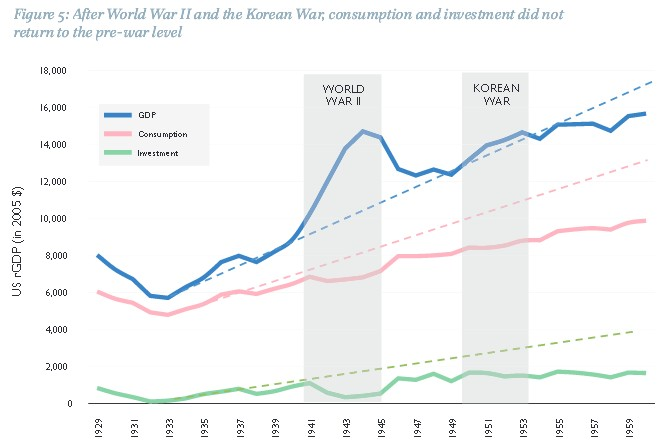 Figure 5: After World War II and the Korean War, consumption and investment did not
return to the pre-war level
18,000
16,000
14,000
12,000
10,000
8,000
6,000
4,000
2,000
0
US rGDP (in 2005 $)
GDP
Consumption
Investment
WORLD
WAR II
KOREAN
WAR
1929
1931
1933
1935
1937
1939
1941
1943
1945
1947
1949
1951
1953
1955
1957
1959